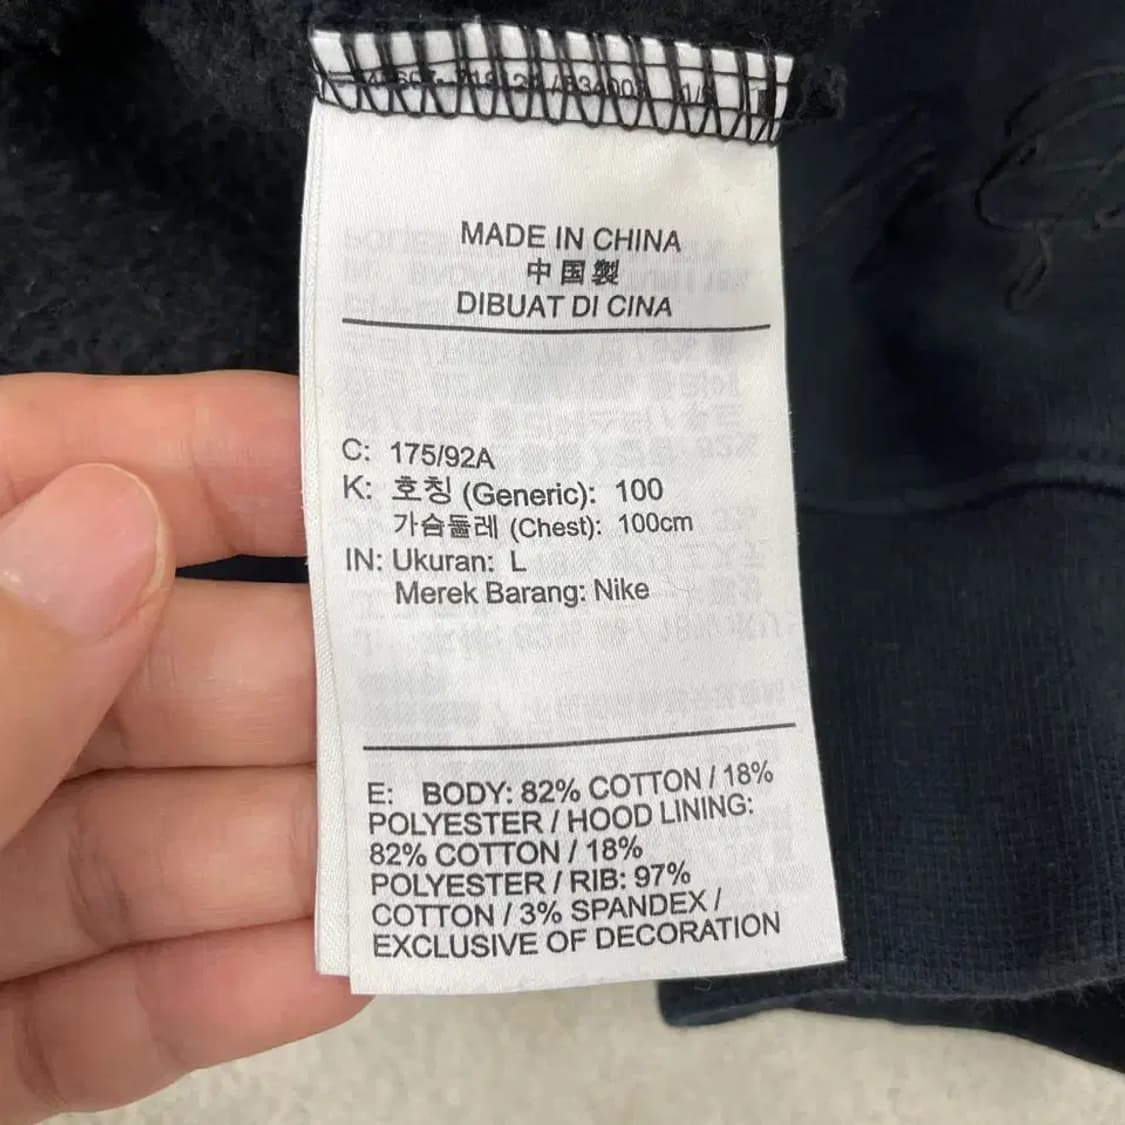 MADE IN CHINA
中国製
DIBUAT DI CINA
C: 175/92A
K: 호칭 (Generic): 100
가슴둘레 (Chest): 100cm
IN: Ukuran: L
Merek Barang: Nike
E: BODY: 82% COTTON / 18%
POLYESTER / HOOD LINING:
82% COTTON / 18%
POLYESTER / RIB: 97%
COTTON / 3% SPANDEX /
EXCLUSIVE OF DECORATION